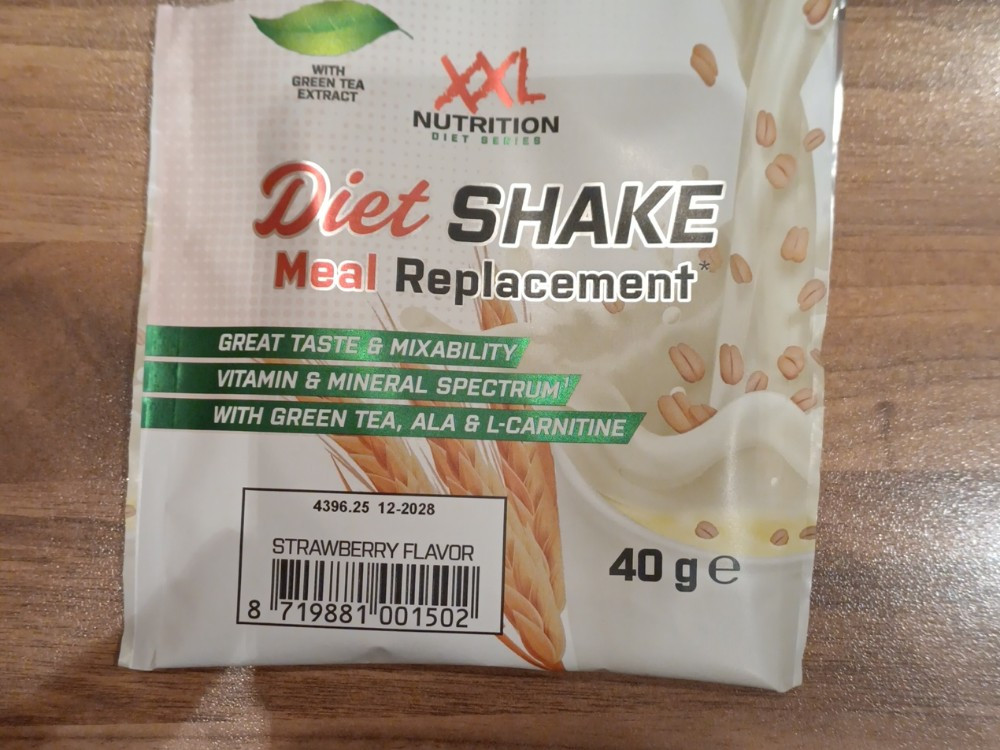 WITH
GREEN TEA
EXTRACT
XXL
NUTRITION
DIET SERIES
Diet SHAKE
Meal Replacement*
GREAT TASTE & MIXABILITY
VITAMIN & MINERAL SPECTRUM¹
WITH GREEN TEA, ALA & L-CARNITINE
4396.25 12-2028
STRAWBERRY FLAVOR
8 719881 001502
40 g e